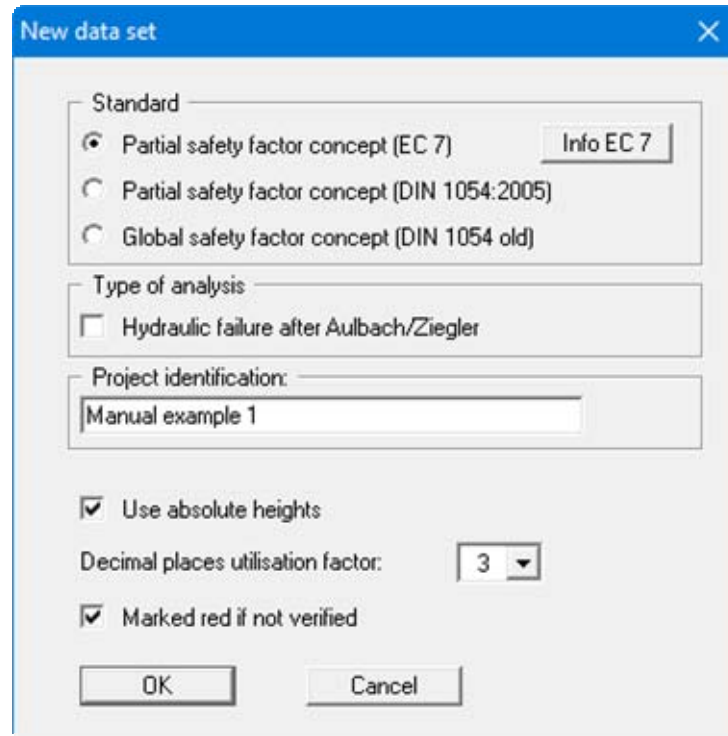 New data set
Standard
Partial safety factor concept (EC 7)
Info EC 7
Partial safety factor concept (DIN 1054:2005)
Global safety factor concept (DIN 1054 old)
Type of analysis
Hydraulic failure after Aulbach/Ziegler
Project identification:
Manual example 1
Use absolute heights
Decimal places utilisation factor:
3
Marked red if not verified
OK
Cancel